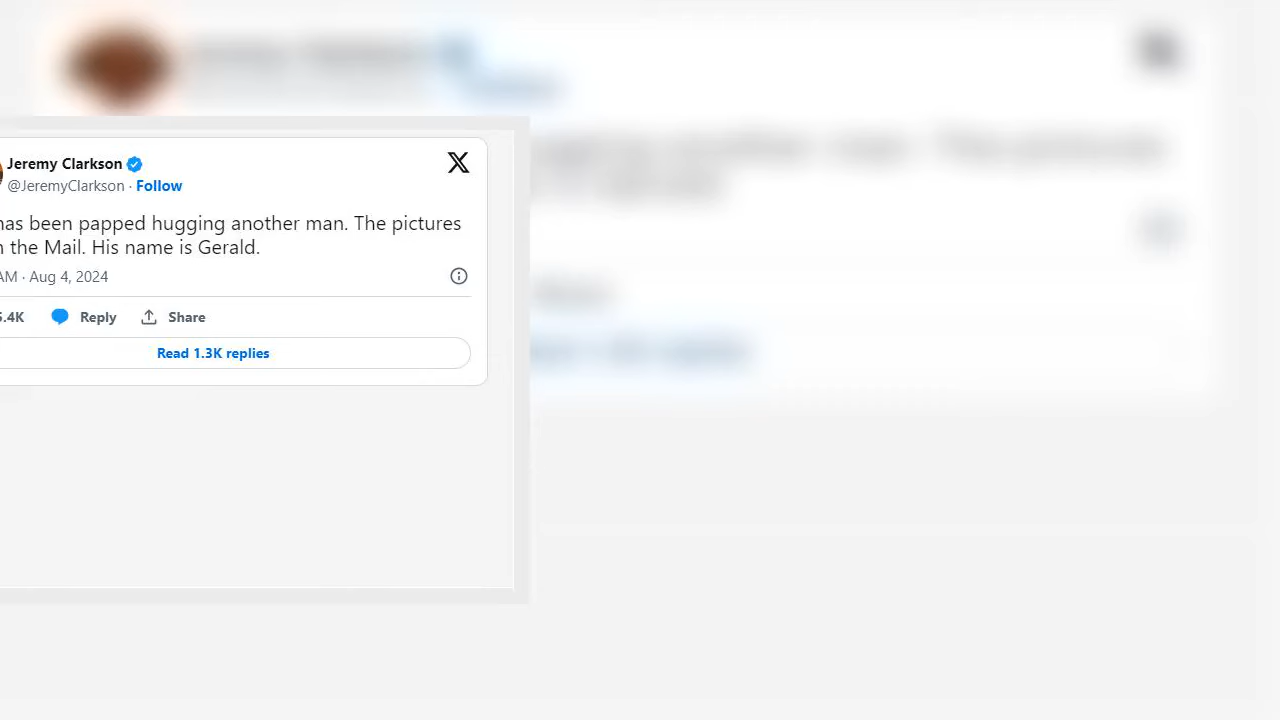 Jeremy Clarkson
@JeremyClarkson · Follow
has been papped hugging another man. The pictures
the Mail. His name is Gerald.
AM · Aug 4, 2024
5.4K Reply Share
Read 1.3K replies